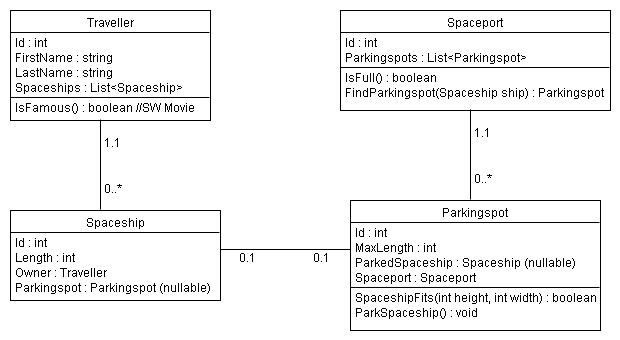 Traveller
Id : int
FirstName : string
LastName : string
Spaceships : List<Spaceship>
IsFamous() : boolean //SW Movie
Spaceport
Id : int
Parkingspots : List<Parkingspot>
IsFull() : boolean
FindParkingspot(Spaceship ship) : Parkingspot
1.1
0..*
1.1
0..*
Spaceship
Id : int
Length : int
Owner : Traveller
Parkingspot : Parkingspot (nullable)
0.1
0.1
Parkingspot
Id : int
MaxLength : int
ParkedSpaceship : Spaceship (nullable)
Spaceport : Spaceport
SpaceshipFits(int height, int width) : boolean
ParkSpaceship() : void